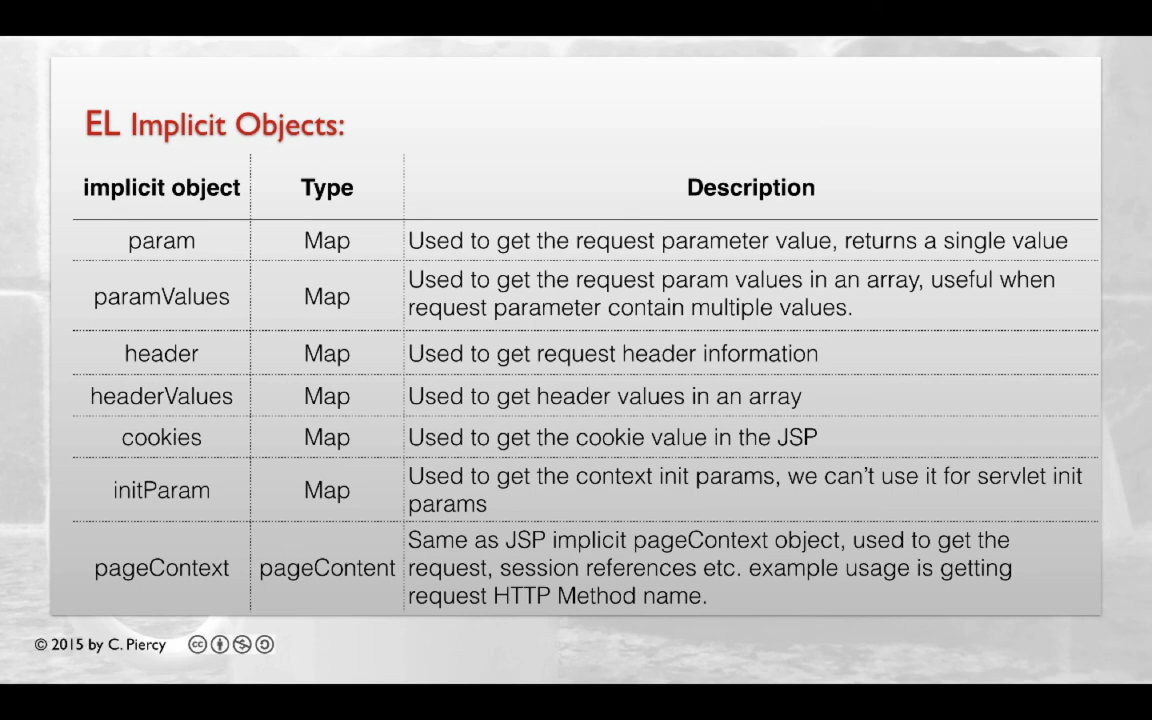 EL Implicit Objects:
implicit object Type Description
param Map Used to get the request parameter value, returns a single value
paramValues Map Used to get the request param values in an array, useful when
request parameter contain multiple values.
header Map Used to get request header information
headerValues Map Used to get header values in an array
cookies Map Used to get the cookie value in the JSP
initParam Map Used to get the context init params, we can’t use it for servlet init
params
pageContext pageContent Same as JSP implicit pageContext object, used to get the
request, session references etc. example usage is getting
request HTTP Method name.
© 2015 by C. Piercy cc